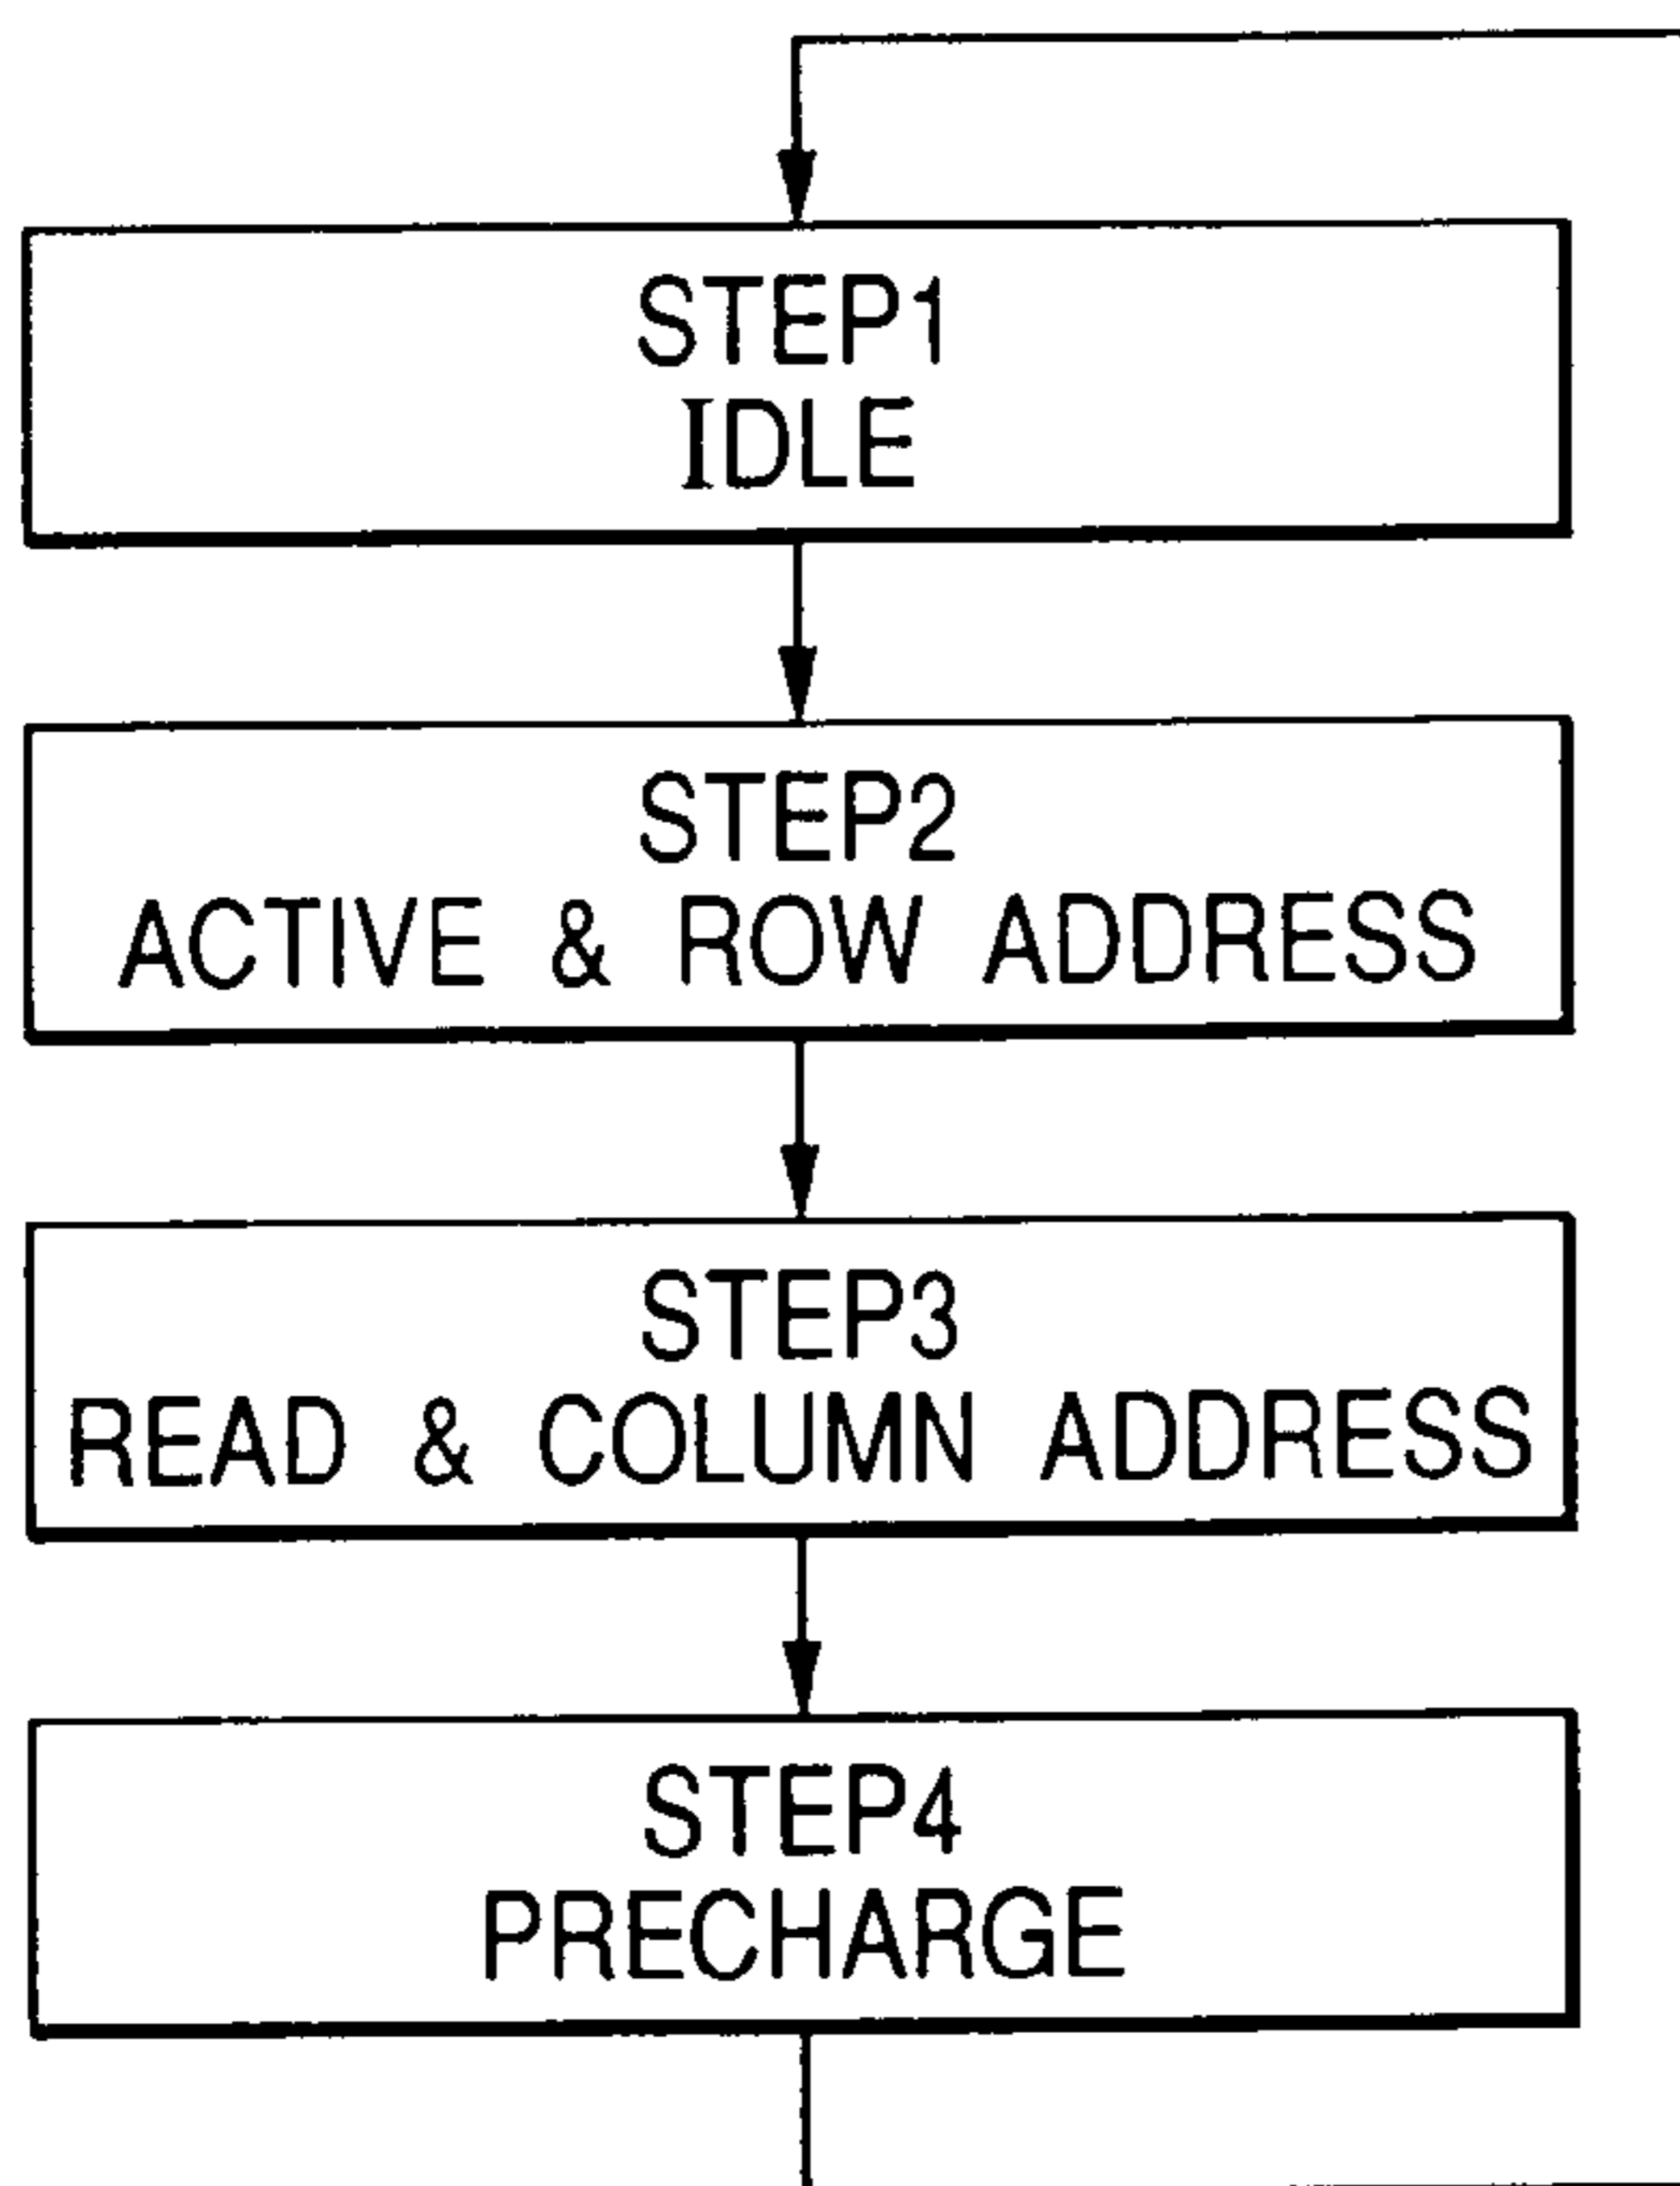 STEP1
IDLE
STEP2
ACTIVE & ROW ADDRESS
STEP3
READ & COLUMN ADDRESS
STEP4
PRECHARGE